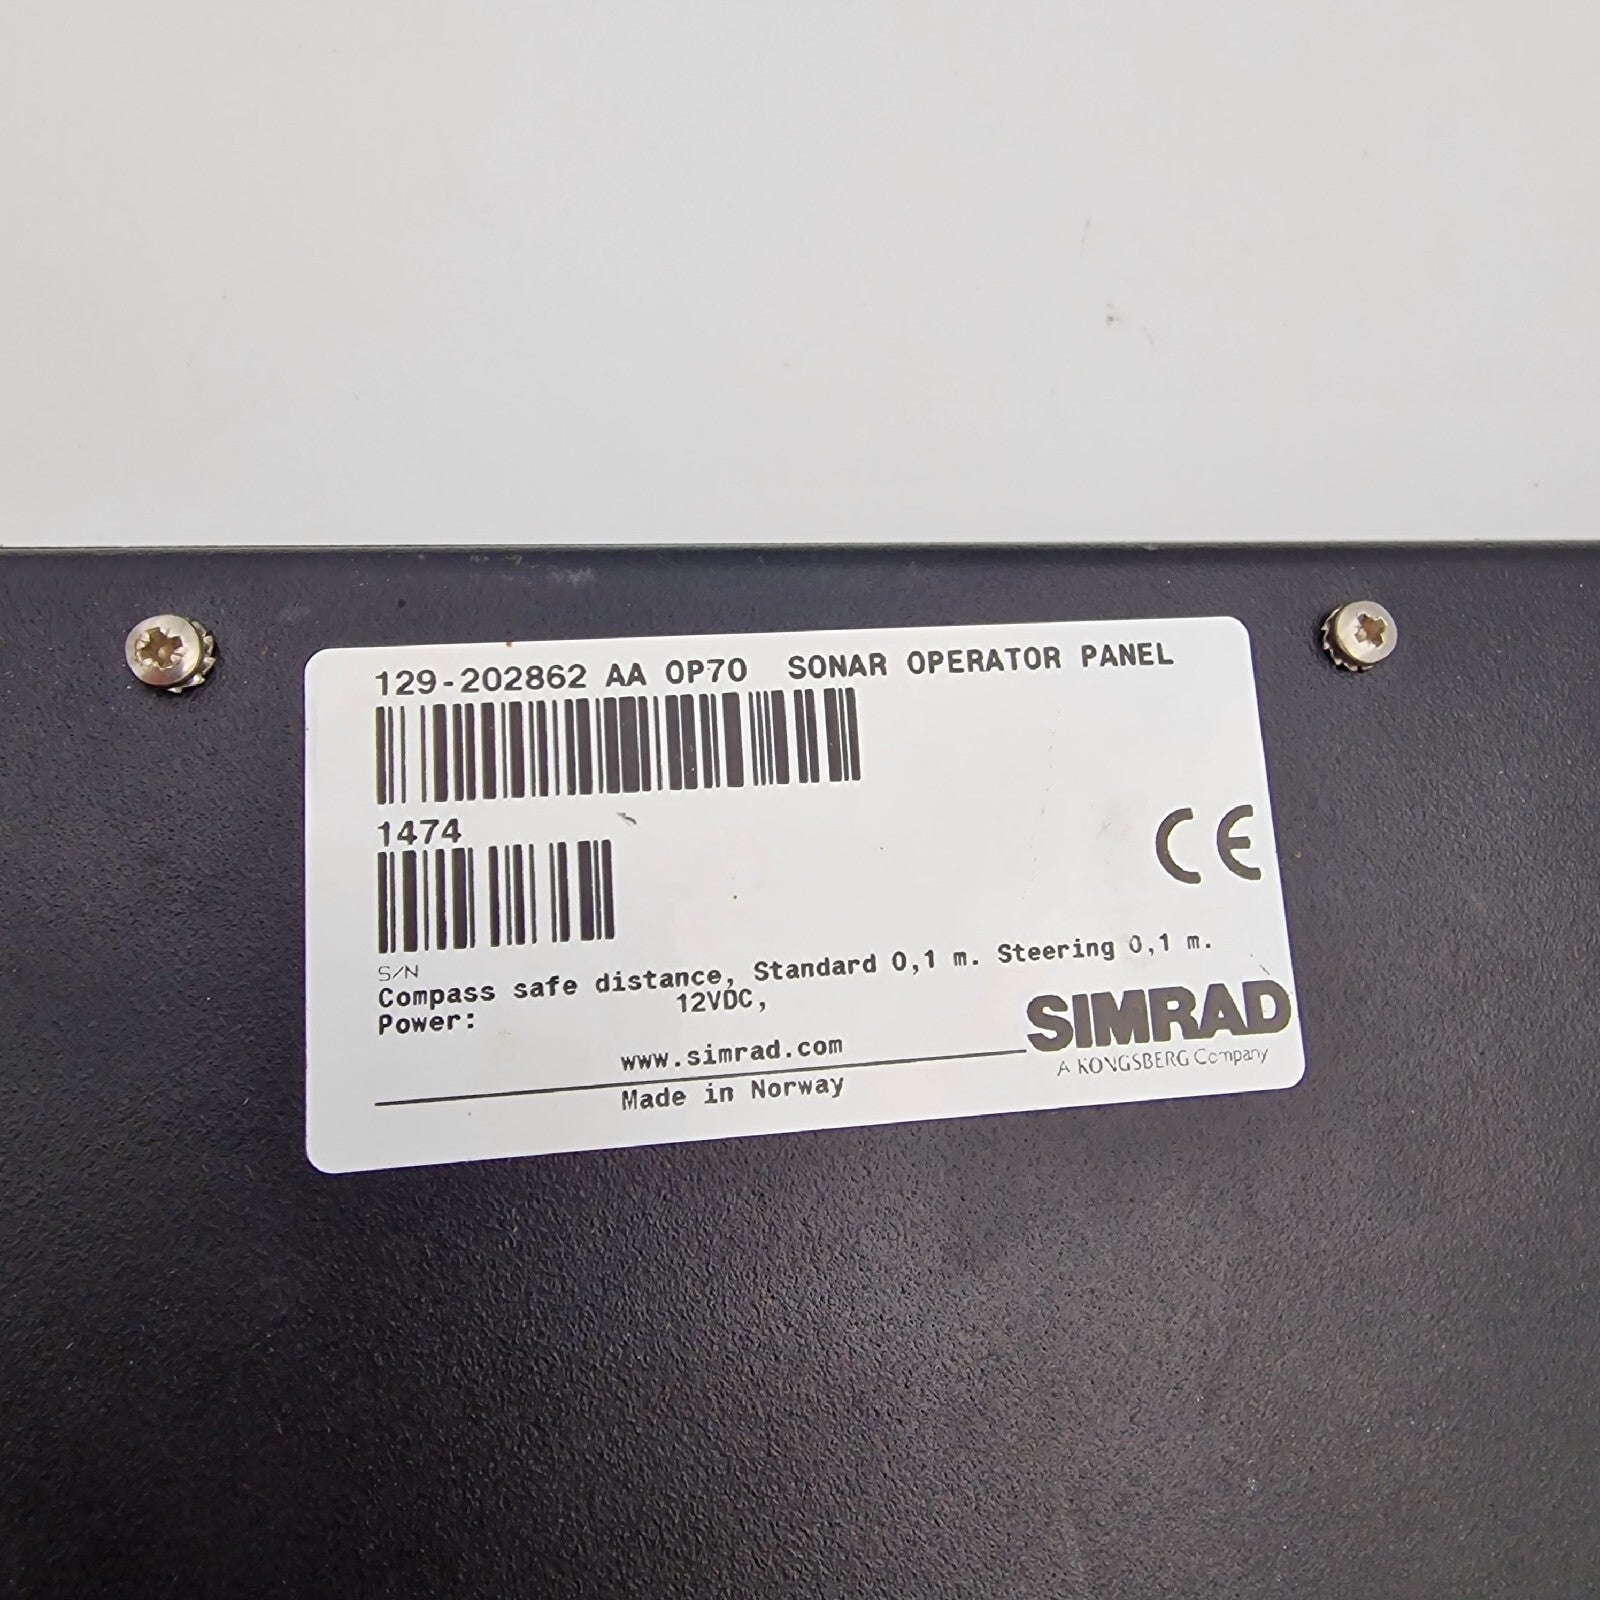 129-202862 AA OP70 SONAR OPERATOR PANEL
1474
CE
S/N
Compass safe distance, Standard 0,1 m. Steering 0,1 m.
Power: 12VDC,
www.simrad.com
SIMRAD
A KONGSBERG Company
Made in Norway